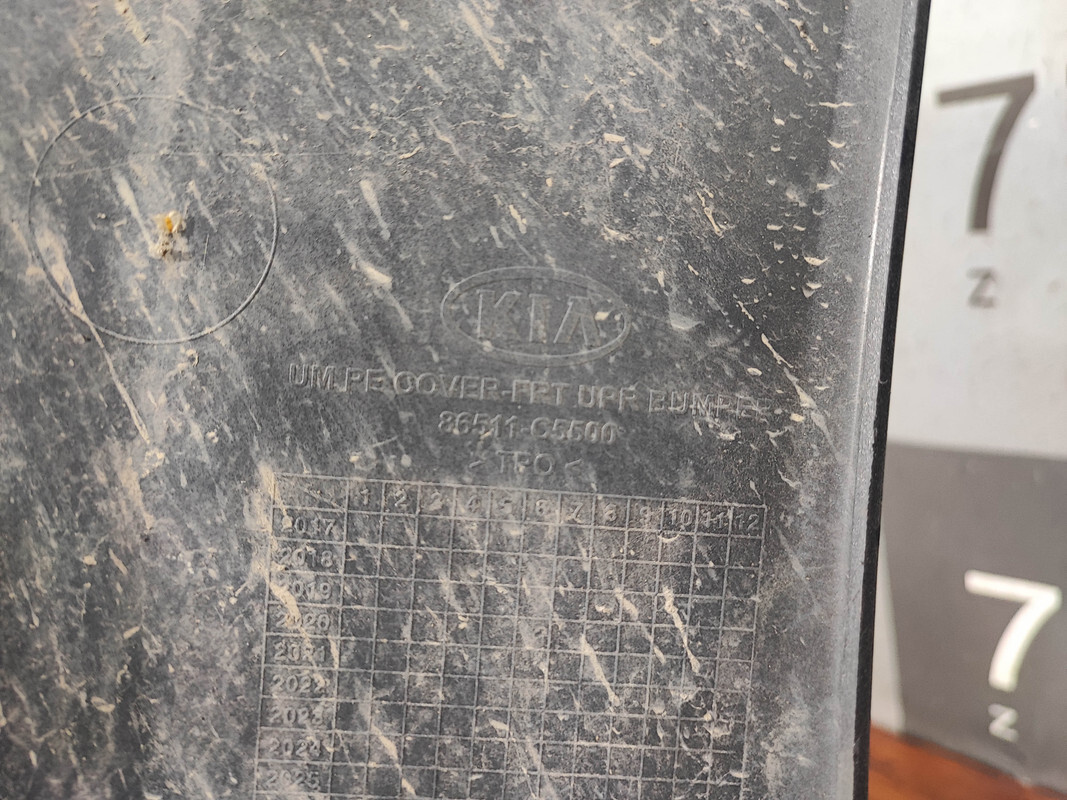 KIA
UM.PE COVER-FRT UPR BUMPER
86511-C5500
> TPO <
1 2 3 4 5 6 7 8 9 10 11 12
2017
2018
2019
2020
2021
2022
2023
2024
2025
7
Z
7
Z